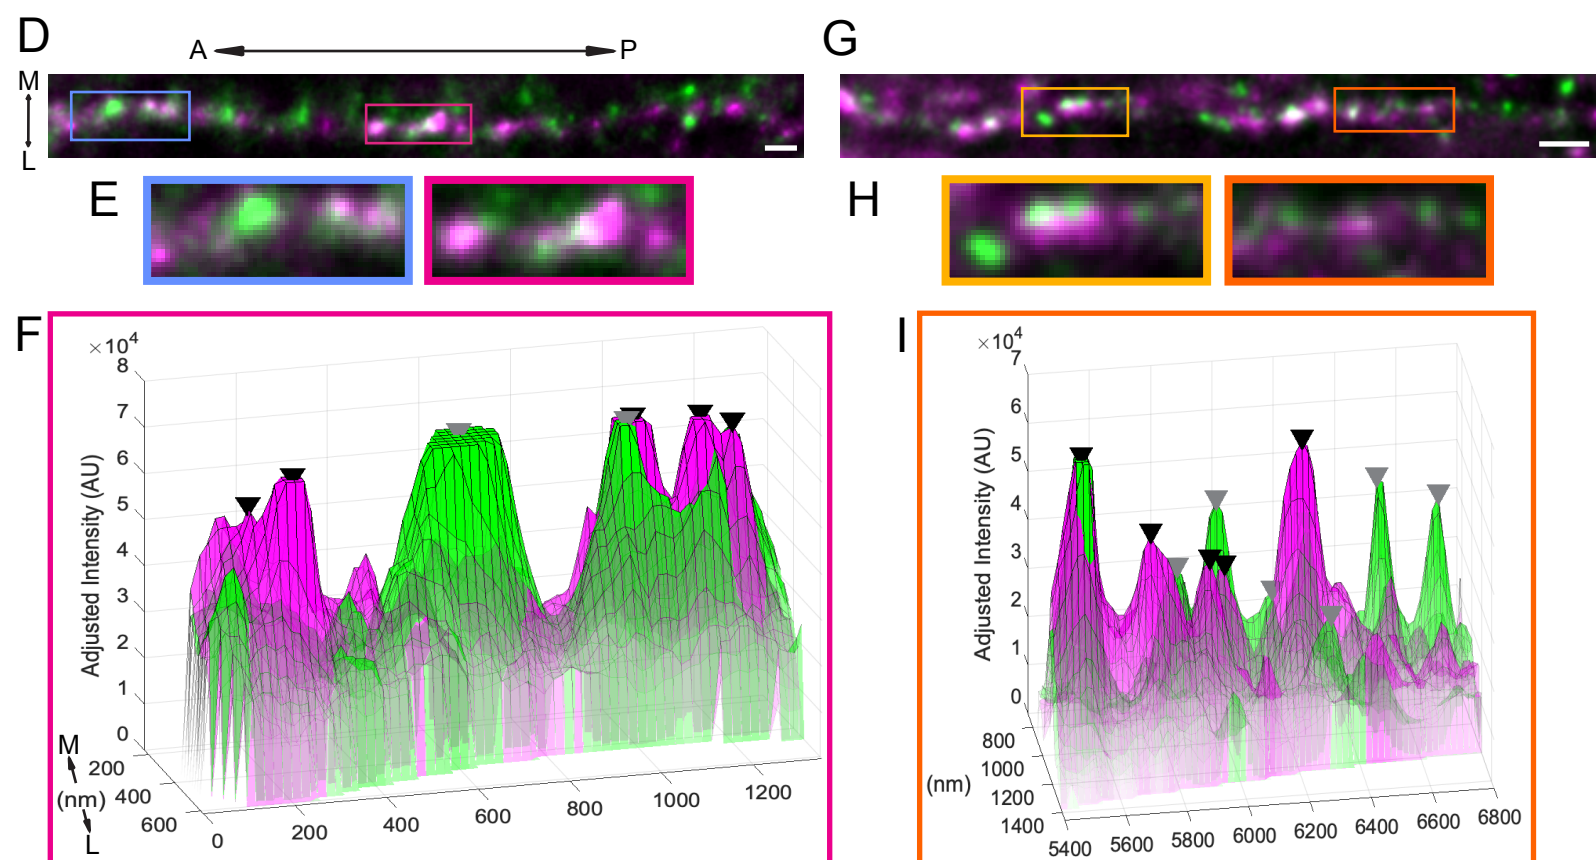 D
A P
M
L
E
G
H
F
×10⁴
8
7
6
5
4
3
2
1
0
Adjusted Intensity (AU)
M
200
(nm) 400
600
L
0 200 400 600 800 1000 1200
I
×10⁴
7
6
5
4
3
2
1
0
Adjusted Intensity (AU)
800
1000
(nm) 1200
1400
5400 5600 5800 6000 6200 6400 6600 6800